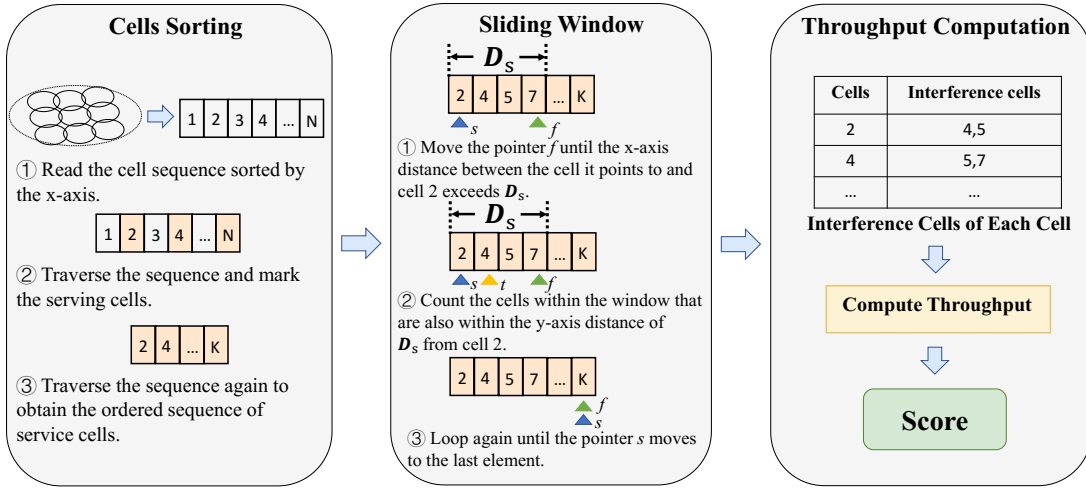 Cells Sorting
1 2 3 4 ... N
① Read the cell sequence sorted by
the x-axis.
1 2 3 4 ... N
② Traverse the sequence and mark
the serving cells.
2 4 ... K
③ Traverse the sequence again to
obtain the ordered sequence of
service cells.
Sliding Window
Ds
2 4 5 7 ... K
s f
① Move the pointer f until the x-axis
distance between the cell it points to and
cell 2 exceeds Ds.
Ds
2 4 5 7 ... K
s t f
② Count the cells within the window that
are also within the y-axis distance of
Ds from cell 2.
2 4 5 7 ... K
f
s
③ Loop again until the pointer s moves
to the last element.
Throughput Computation
Cells Interference cells
2 4,5
4 5,7
... ...
Interference Cells of Each Cell
Compute Throughput
Score